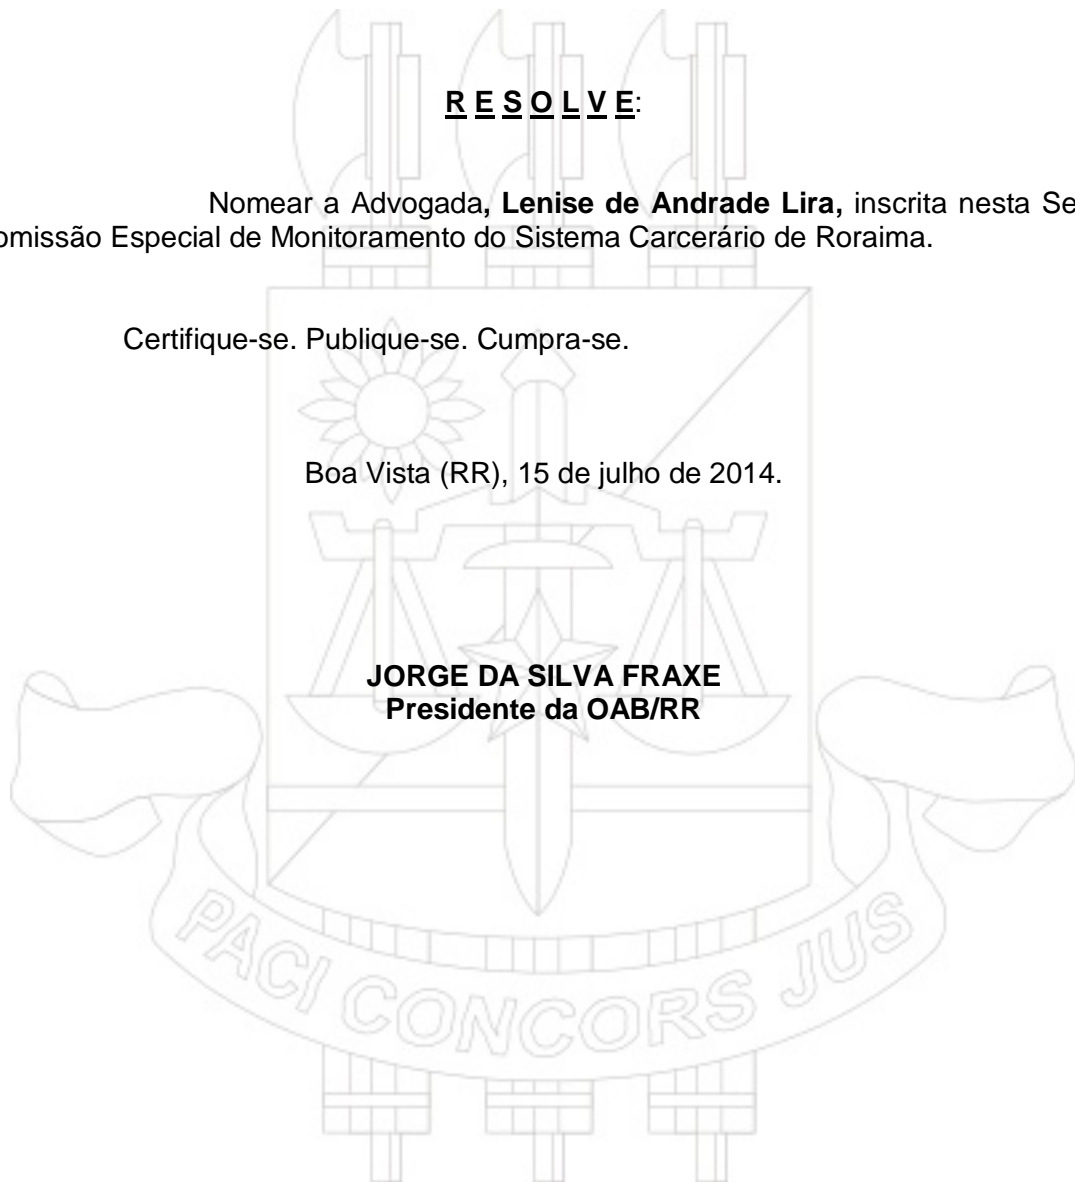 R E S O L V E:
Nomear a Advogada, Lenise de Andrade Lira, inscrita nesta Se
omissão Especial de Monitoramento do Sistema Carcerário de Roraima.
Certifique-se. Publique-se. Cumpra-se.
Boa Vista (RR), 15 de julho de 2014.
JORGE DA SILVA FRAXE
Presidente da OAB/RR
PACI CONCORS JUS